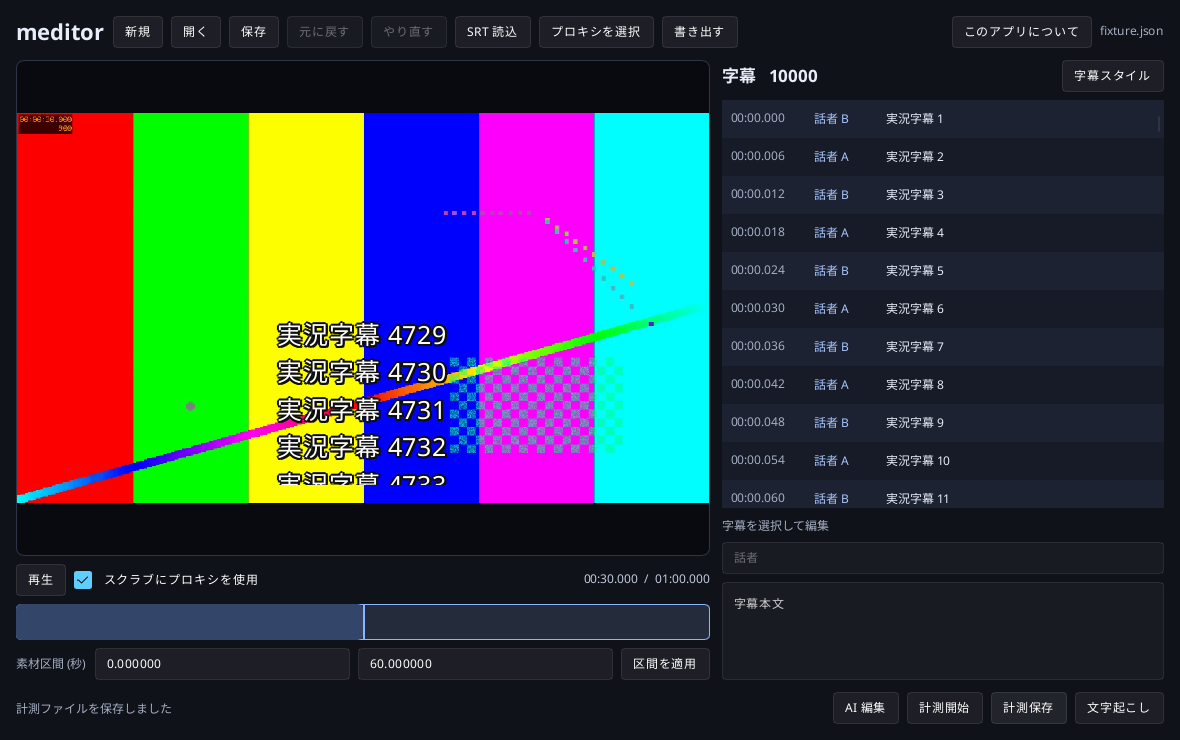 meditor 新規 開く 保存 元に戻す やり直す SRT 読込 プロキシを選択 書き出す このアプリについて fixture.json
00:00:30.000
900
実況字幕 4729
実況字幕 4730
実況字幕 4731
実況字幕 4732
実況字幕 4733
再生 スクラブにプロキシを使用 00:30.000 / 01:00.000
素材区間 (秒) 0.000000 60.000000 区間を適用
計測ファイルを保存しました
字幕 10000 字幕スタイル
00:00.000 話者 B 実況字幕 1
00:00.006 話者 A 実況字幕 2
00:00.012 話者 B 実況字幕 3
00:00.018 話者 A 実況字幕 4
00:00.024 話者 B 実況字幕 5
00:00.030 話者 A 実況字幕 6
00:00.036 話者 B 実況字幕 7
00:00.042 話者 A 実況字幕 8
00:00.048 話者 B 実況字幕 9
00:00.054 話者 A 実況字幕 10
00:00.060 話者 B 実況字幕 11
字幕を選択して編集
話者
字幕本文
AI 編集 計測開始 計測保存 文字起こし